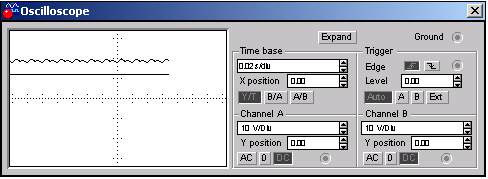 Oscilloscope
Expand Ground
Time base Trigger
0.02s/div Edge
X position 0.00 Level 0.00
Y/T B/A A/B Auto A B Ext
Channel A Channel B
10 V/Div 10 V/Div
Y position 0.00 Y position 0.00
AC 0 DC AC 0 DC